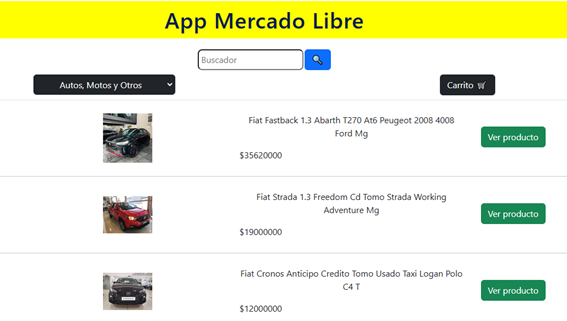 App Mercado Libre
Buscador
Autos, Motos y Otros
Carrito
Fiat Fastback 1.3 Abarth T270 At6 Peugeot 2008 4008
Ford Mg
$35620000
Ver producto
Fiat Strada 1.3 Freedom Cd Tomo Strada Working
Adventure Mg
$19000000
Ver producto
Fiat Cronos Anticipo Credito Tomo Usado Taxi Logan Polo
C4 T
$12000000
Ver producto